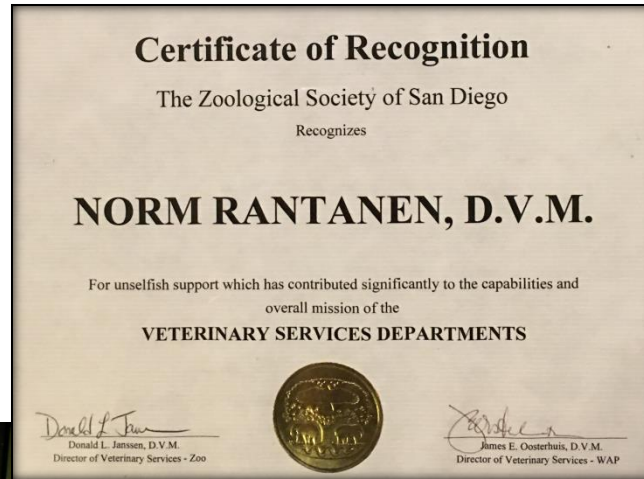 Certificate of Recognition
The Zoological Society of San Diego
Recognizes
NORM RANTANEN, D.V.M.
For unselfish support which has contributed significantly to the capabilities and
overall mission of the
VETERINARY SERVICES DEPARTMENTS
Donald L. Janssen, D.V.M.
Director of Veterinary Services - Zoo
James E. Oosterhuis, D.V.M.
Director of Veterinary Services - WAP